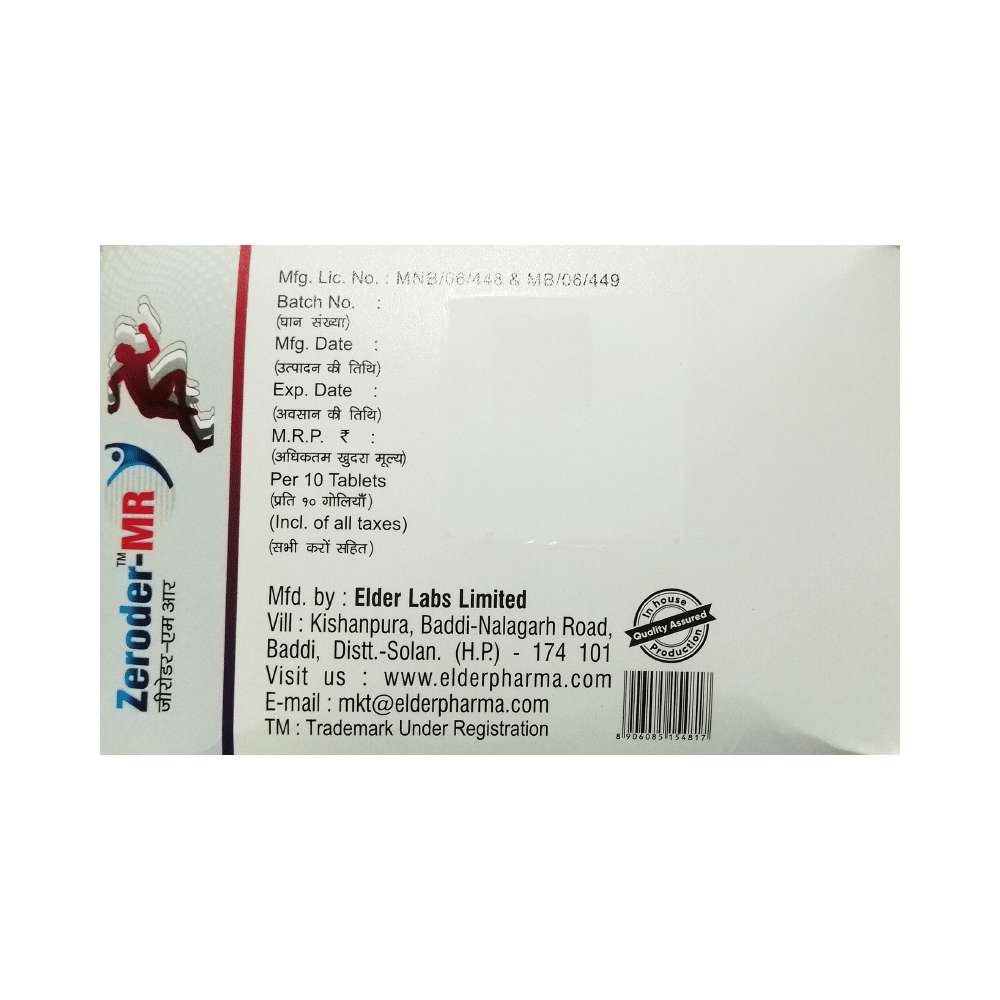 Zeroder™-MR
जीरोडर-एम आर
Mfg. Lic. No. : MNB/06/448 & MB/06/449
Batch No. :
(घान संख्या)
Mfg. Date :
(उत्पादन की तिथि)
Exp. Date :
(अवसान की तिथि)
M.R.P. ₹ :
(अधिकतम खुदरा मूल्य)
Per 10 Tablets
(प्रति १० गोलियाँ)
(Incl. of all taxes)
(सभी करों सहित)
Mfd. by : Elder Labs Limited
Vill : Kishanpura, Baddi-Nalagarh Road,
Baddi, Distt.-Solan. (H.P.) - 174 101
Visit us : www.elderpharma.com
E-mail : mkt@elderpharma.com
TM : Trademark Under Registration
In house
Quality Assured
Production
8 906085 154817